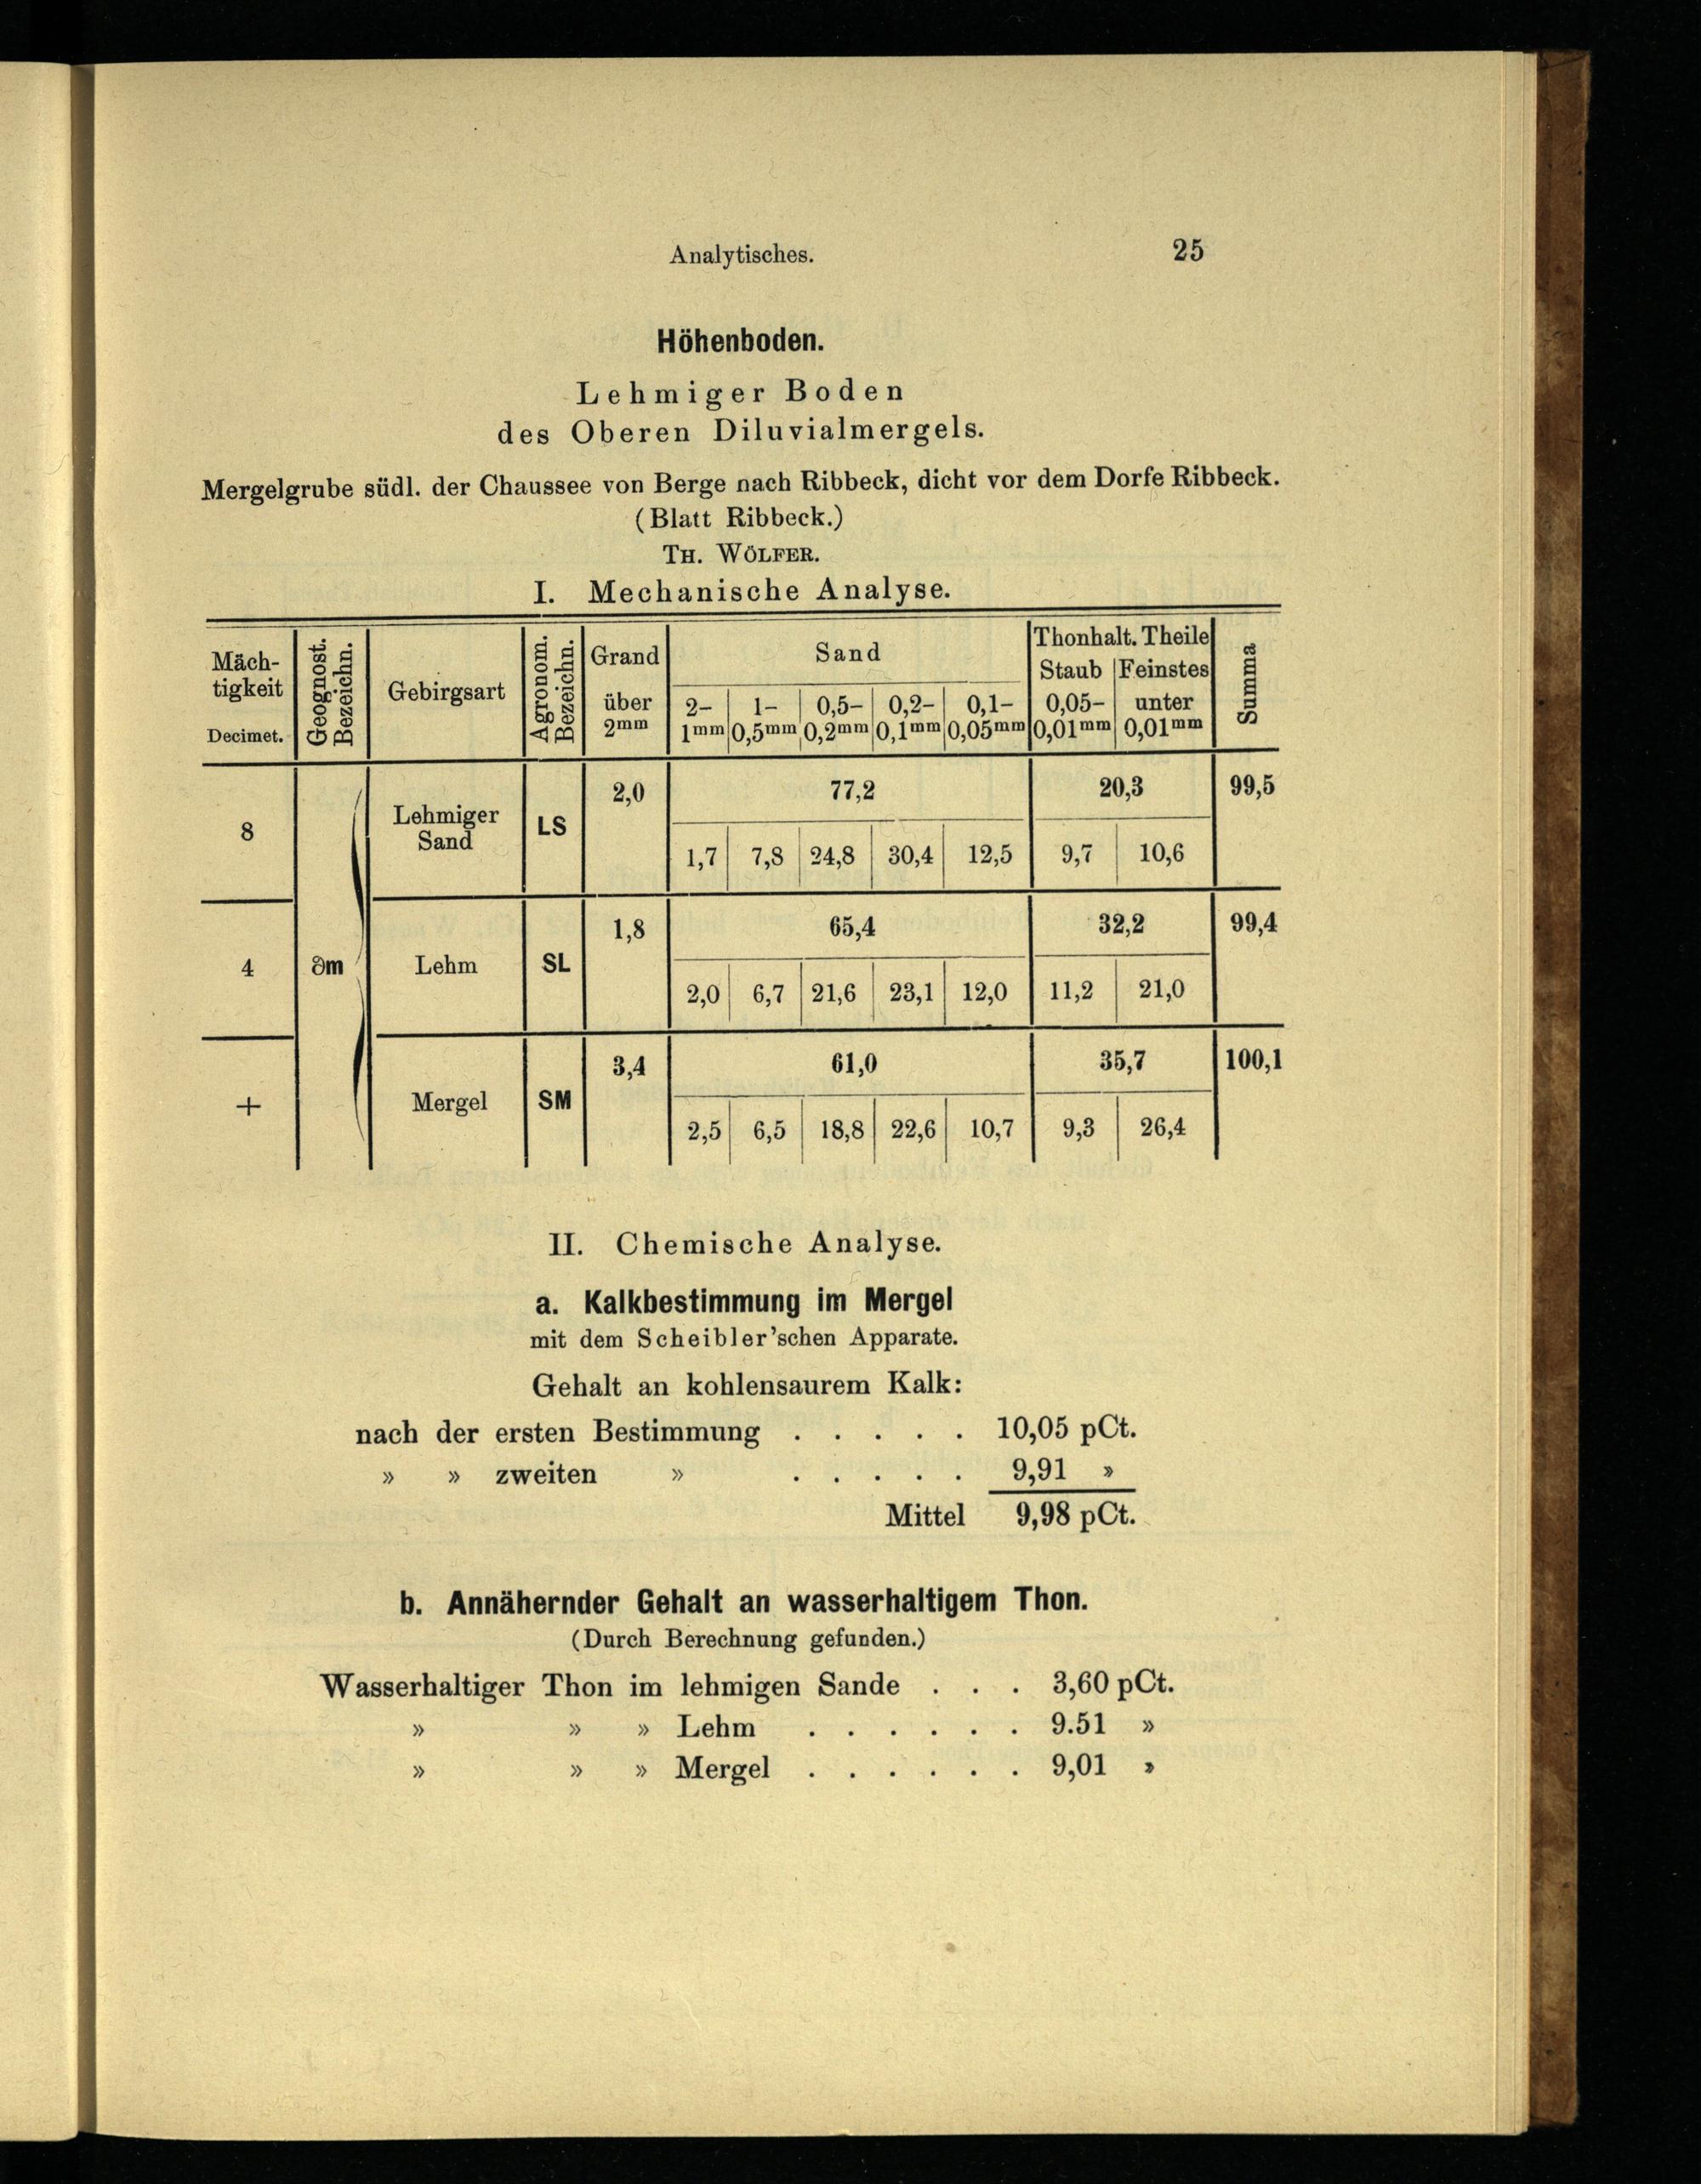 Analytisches. 25
Höhenboden.
Lehmiger Boden
des Oberen Diluvialmergels.
Mergelgrube südl. der Chaussee von Berge nach Ribbeck, dicht vor dem Dorfe Ribbeck.
(Blatt Ribbeck.)
TH. WÖLFER.
I. Mechanische Analyse.
Mäch-
tigkeit
Decimet.
Geognost.
Bezeichn.
Gebirgsart
Agronom.
Bezeichn.
Grand
über
2mm
Sand
2– 1– 0,5– 0,2– 0,1–
1mm 0,5mm 0,2mm 0,1mm 0,05mm
Thonhalt. Theile
Staub Feinstes
0,05– unter
0,01mm 0,01mm
Summa
8 Lehmiger Sand LS 2,0 77,2 20,3 99,5
1,7 7,8 24,8 30,4 12,5 9,7 10,6
4 ∂m Lehm SL 1,8 65,4 32,2 99,4
2,0 6,7 21,6 23,1 12,0 11,2 21,0
+ Mergel SM 3,4 61,0 35,7 100,1
2,5 6,5 18,8 22,6 10,7 9,3 26,4
II. Chemische Analyse.
a. Kalkbestimmung im Mergel
mit dem Scheibler'schen Apparate.
Gehalt an kohlensaurem Kalk:
nach der ersten Bestimmung . . . . . 10,05 pCt.
» » zweiten » . . . . . 9,91 »
Mittel 9,98 pCt.
b. Annähernder Gehalt an wasserhaltigem Thon.
(Durch Berechnung gefunden.)
Wasserhaltiger Thon im lehmigen Sande . . . 3,60 pCt.
» » » Lehm . . . . . . 9.51 »
» » » Mergel . . . . . . 9,01 »